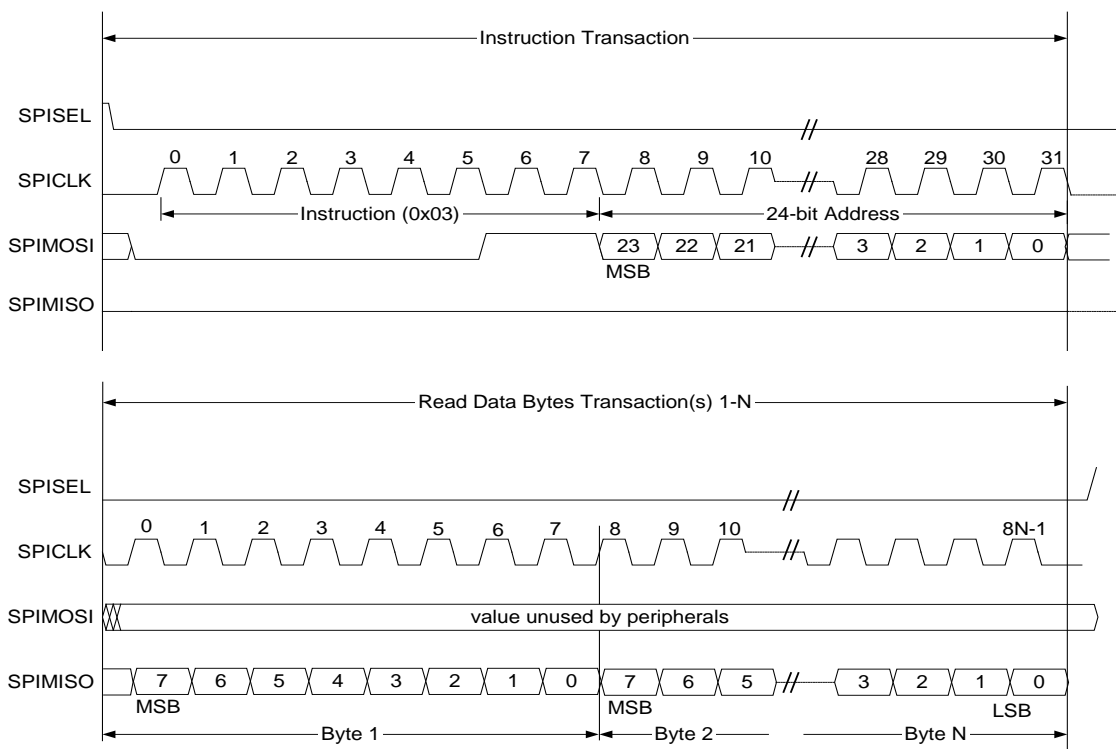 Instruction Transaction
SPISEL
0 1 2 3 4 5 6 7 8 9 10 28 29 30 31
SPICLK
Instruction (0x03) 24-bit Address
SPIMOSI 23 22 21 3 2 1 0
MSB
SPIMISO
Read Data Bytes Transaction(s) 1-N
SPISEL
0 1 2 3 4 5 6 7 8 9 10 8N-1
SPICLK
SPIMOSI value unused by peripherals
SPIMISO 7 6 5 4 3 2 1 0 7 6 5 3 2 1 0
MSB MSB LSB
Byte 1 Byte 2 Byte N